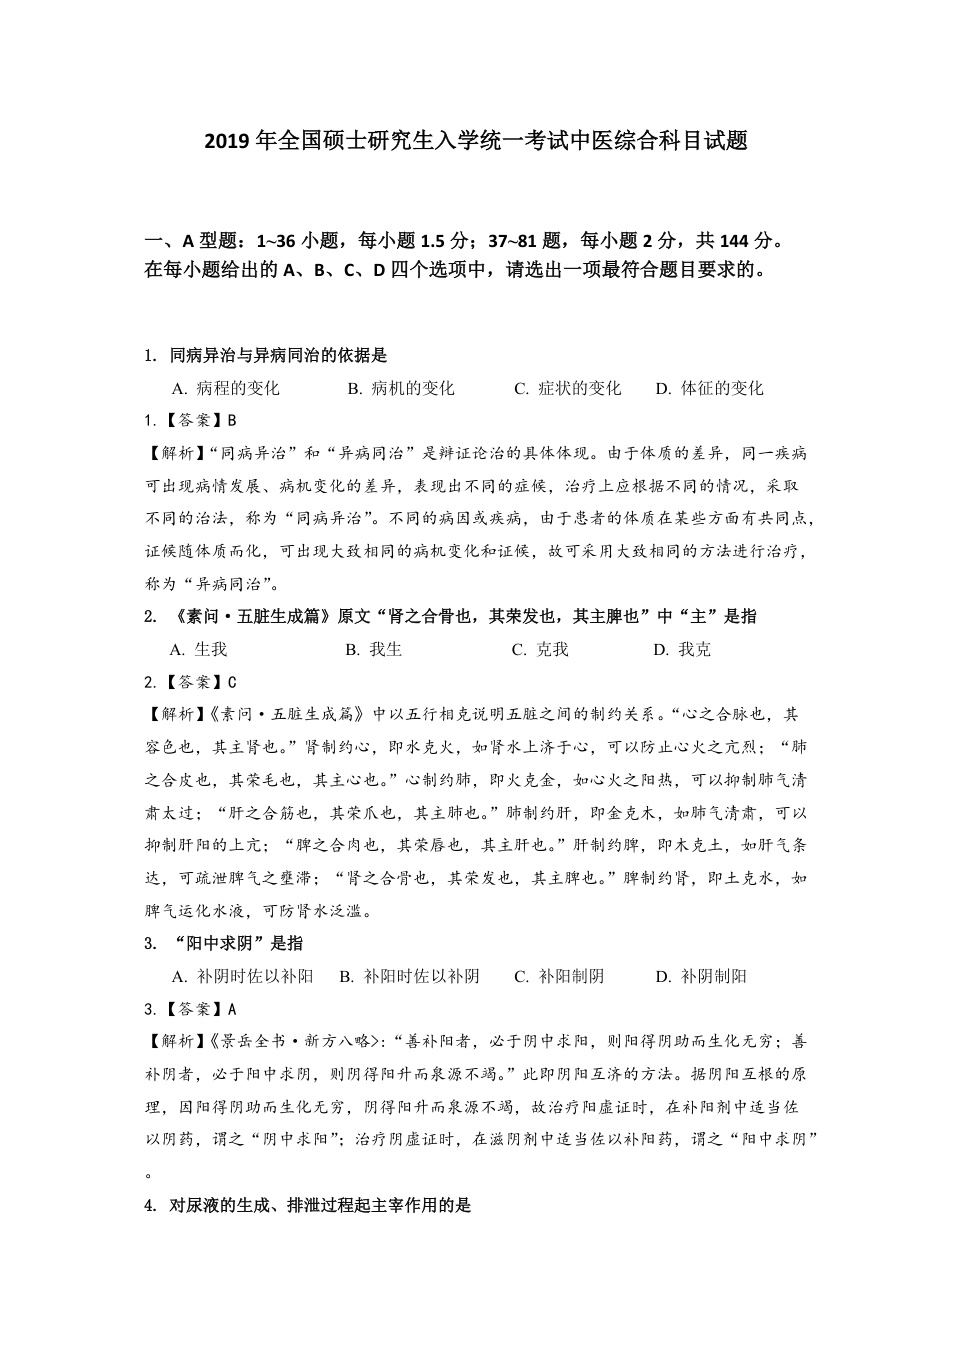 2019 年全国硕士研究生入学统一考试中医综合科目试题
一、A 型题：1~36 小题，每小题 1.5 分；37~81 题，每小题 2 分，共 144 分。
在每小题给出的 A、B、C、D 四个选项中，请选出一项最符合题目要求的。
1. 同病异治与异病同治的依据是
A. 病程的变化 B. 病机的变化 C. 症状的变化 D. 体征的变化
1.【答案】B
【解析】“同病异治”和“异病同治”是辩证论治的具体体现。由于体质的差异，同一疾病
可出现病情发展、病机变化的差异，表现出不同的症候，治疗上应根据不同的情况，采取
不同的治法，称为“同病异治”。不同的病因或疾病，由于患者的体质在某些方面有共同点，
证候随体质而化，可出现大致相同的病机变化和证候，故可采用大致相同的方法进行治疗，
称为“异病同治”。
2. 《素问·五脏生成篇》原文“肾之合骨也，其荣发也，其主脾也”中“主”是指
A. 生我 B. 我生 C. 克我 D. 我克
2.【答案】C
【解析】《素问·五脏生成篇》中以五行相克说明五脏之间的制约关系。“心之合脉也，其
容色也，其主肾也。”肾制约心，即水克火，如肾水上济于心，可以防止心火之亢烈；“肺
之合皮也，其荣毛也，其主心也。”心制约肺，即火克金，如心火之阳热，可以抑制肺气清
肃太过；“肝之合筋也，其荣爪也，其主肺也。”肺制约肝，即金克木，如肺气清肃，可以
抑制肝阳的上亢；“脾之合肉也，其荣唇也，其主肝也。”肝制约脾，即木克土，如肝气条
达，可疏泄脾气之壅滞；“肾之合骨也，其荣发也，其主脾也。”脾制约肾，即土克水，如
脾气运化水液，可防肾水泛滥。
3. “阳中求阴”是指
A. 补阴时佐以补阳 B. 补阳时佐以补阴 C. 补阳制阴 D. 补阴制阳
3.【答案】A
【解析】《景岳全书·新方八略>:“善补阳者，必于阴中求阳，则阳得阴助而生化无穷；善
补阴者，必于阳中求阴，则阴得阳升而泉源不竭。”此即阴阳互济的方法。据阴阳互根的原
理，因阳得阴助而生化无穷，阴得阳升而泉源不竭，故治疗阳虚证时，在补阳剂中适当佐
以阴药，谓之“阴中求阳”；治疗阴虚证时，在滋阴剂中适当佐以补阳药，谓之“阳中求阴”
。
4. 对尿液的生成、排泄过程起主宰作用的是